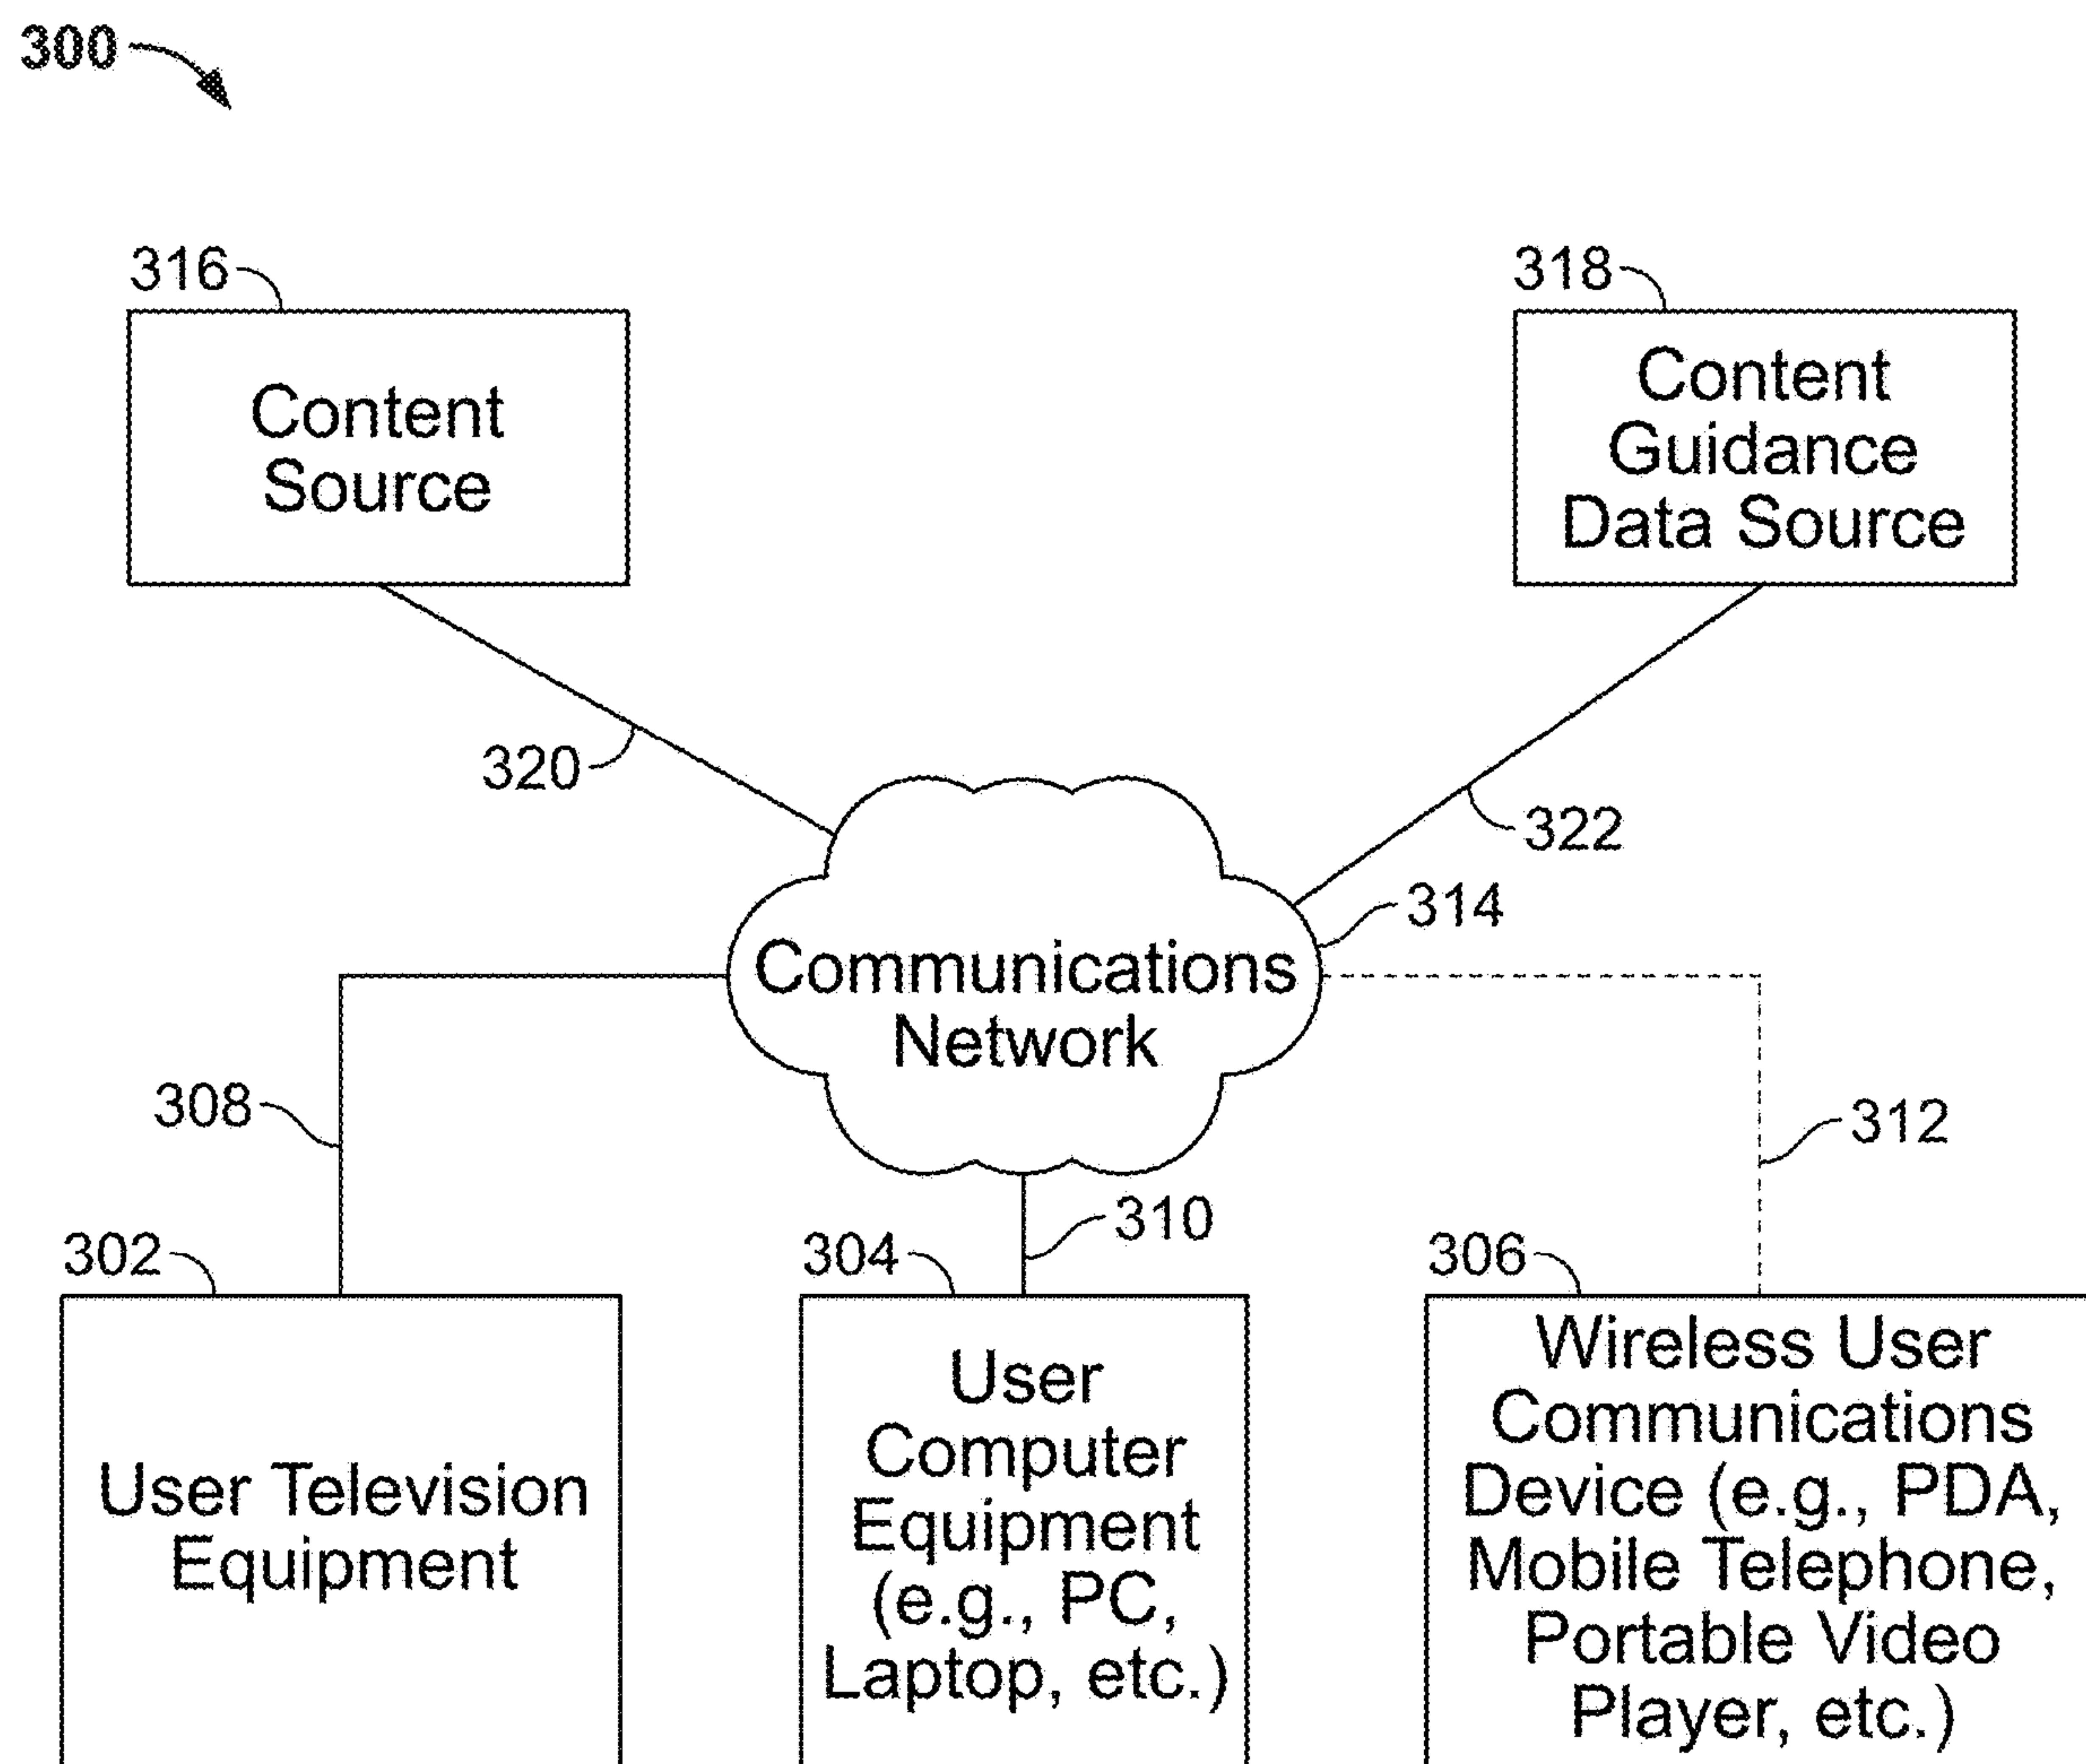 300
316
318
Content
Source
Content
Guidance
Data Source
320
322
314
Communications
Network
308
312
310
302
304
306
User Television
Equipment
User
Computer
Equipment
(e.g., PC,
Laptop, etc.)
Wireless User
Communications
Device (e.g., PDA,
Mobile Telephone,
Portable Video
Player, etc.)